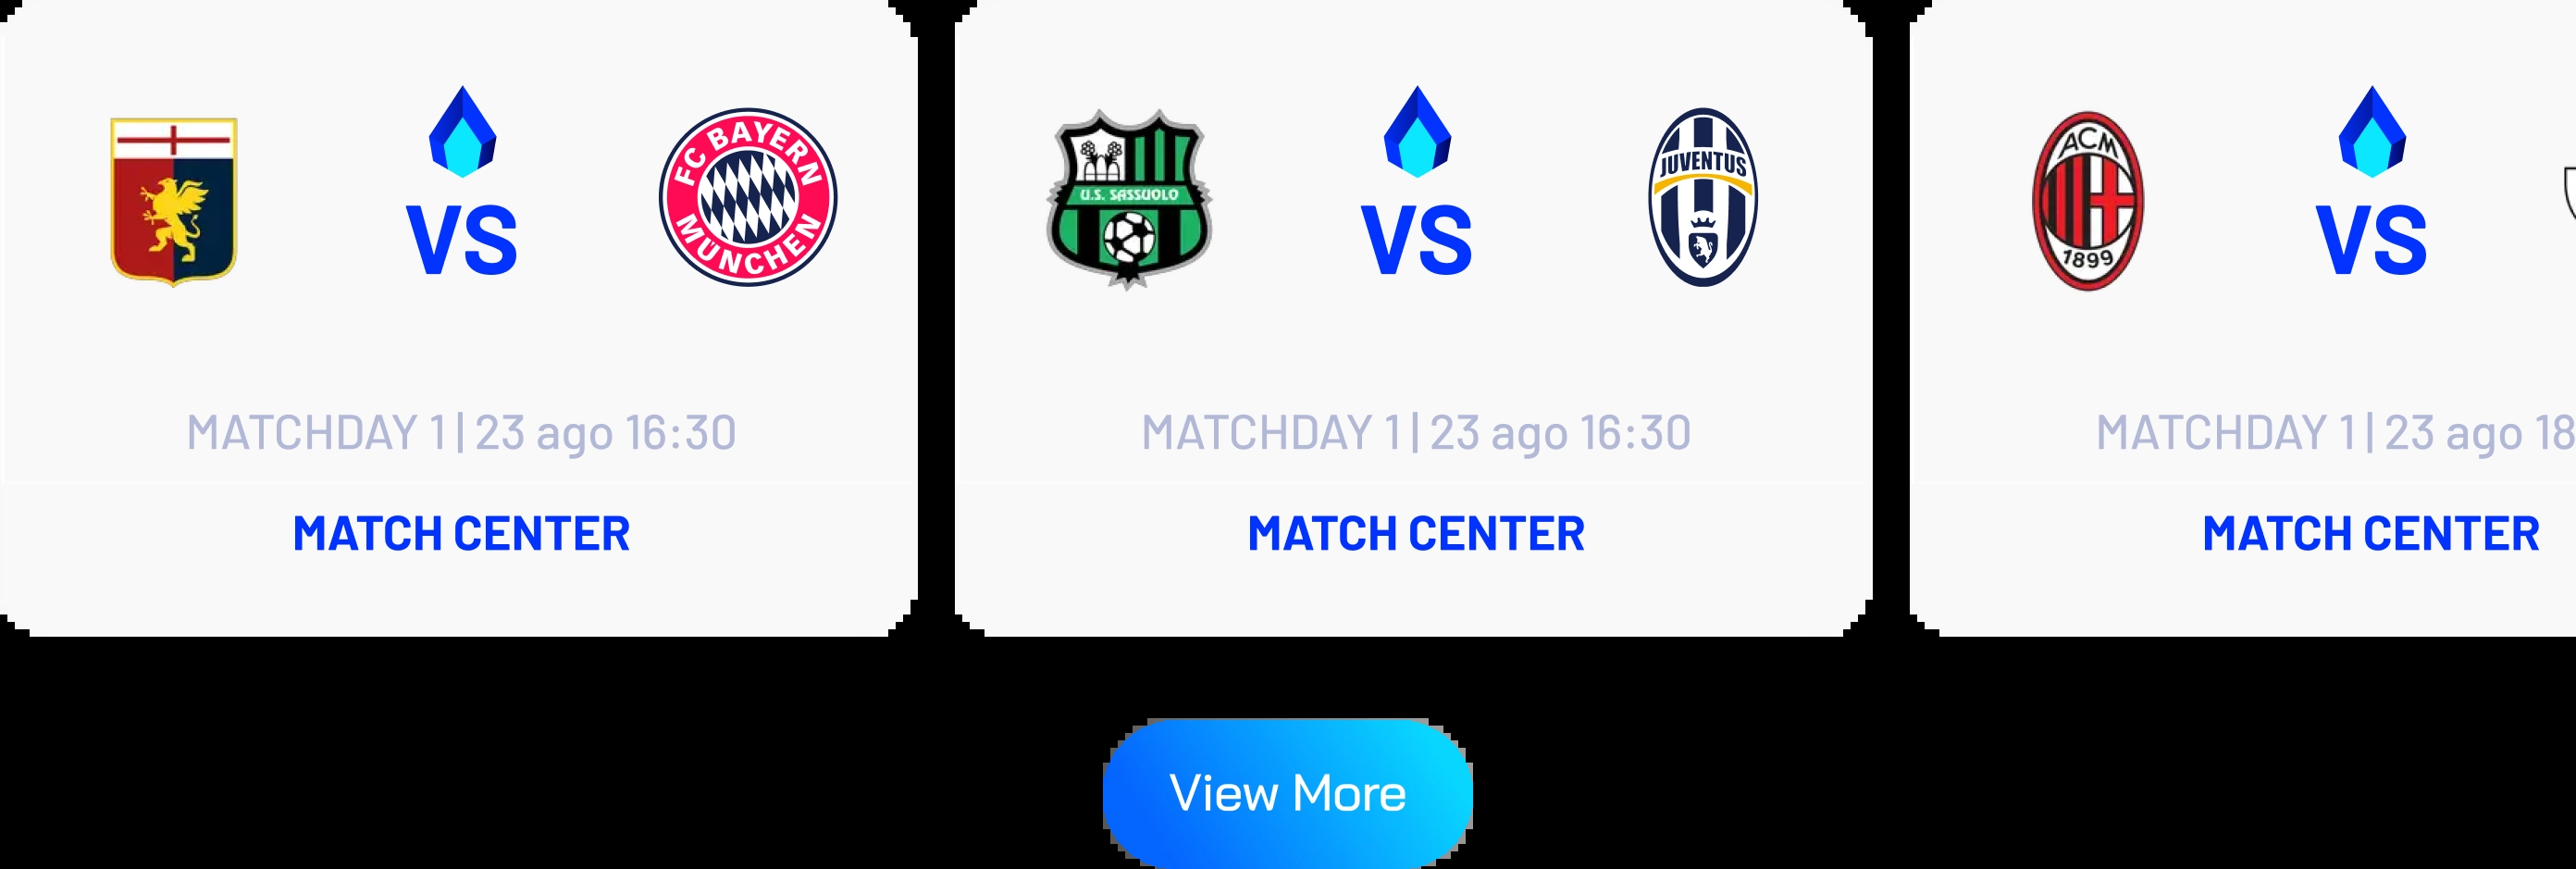 FC BAYERN
MÜNCHEN
VS
MATCHDAY 1 | 23 ago 16:30
MATCH CENTER
U.S. SASSUOLO
VS
JUVENTUS
MATCHDAY 1 | 23 ago 16:30
MATCH CENTER
ACM
1899
VS
MATCHDAY 1 | 23 ago 18
MATCH CENTER
View More